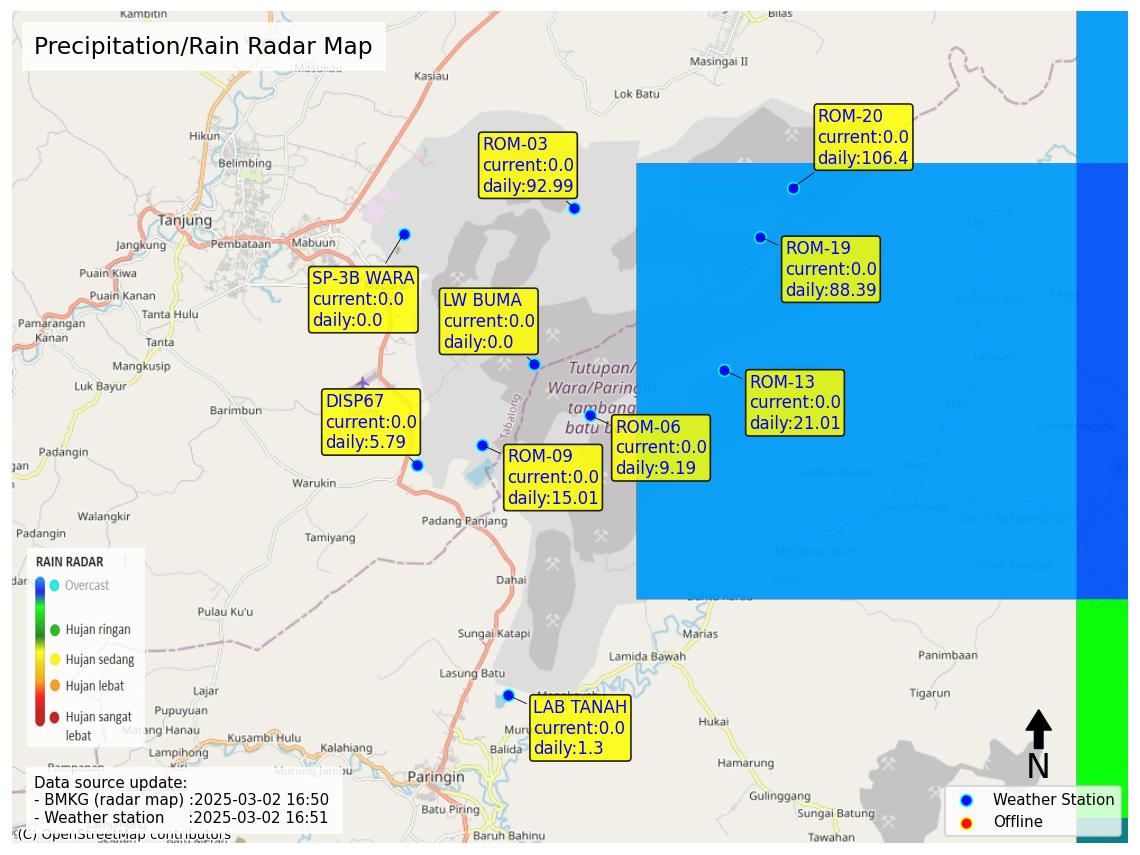 Kambitin
Bilas
Precipitation/Rain Radar Map
Masukau
Kasiau
Masingai II
Lok Batu
Hikun
Belimbing
ROM-03
current:0.0
daily:92.99
ROM-20
current:0.0
daily:106.4
Tanjung
Jangkung
Pembataan
Mabuun
ROM-19
current:0.0
daily:88.39
Puain Kiwa
Puain Kanan
Tanta Hulu
SP-3B WARA
current:0.0
daily:0.0
LW BUMA
current:0.0
daily:0.0
Pamarangan
Kanan
Tanta
Mangkusip
Luk Bayur
Barimbun
Tutupan/
Wara/Paringin
tambang
batu b
Tabalong
ROM-13
current:0.0
daily:21.01
DISP67
current:0.0
daily:5.79
ROM-06
current:0.0
daily:9.19
ROM-09
current:0.0
daily:15.01
Padangin
Warukin
Walangkir
Padangin
Tamiyang
Padang Panjang
Dahai
Pulau Ku'u
Sungai Katapi
Marias
Lamida Bawah
Panimbaan
Lasung Batu
Tigarun
Lajar
Pupuyuan
Matang Hanau
Lampihong
Kusambi Hulu
Kalahiang
Murung Jambu
LAB TANAH
current:0.0
daily:1.3
Balida
Hukai
Hamarung
Paringin
Batu Piring
Baruh Bahinu
Gulinggang
Sungai Batung
Tawahan
RAIN RADAR
Overcast
Hujan ringan
Hujan sedang
Hujan lebat
Hujan sangat
lebat
N
Data source update:
- BMKG (radar map) :2025-03-02 16:50
- Weather station :2025-03-02 16:51
(C) OpenStreetMap contributors
Weather Station
Offline